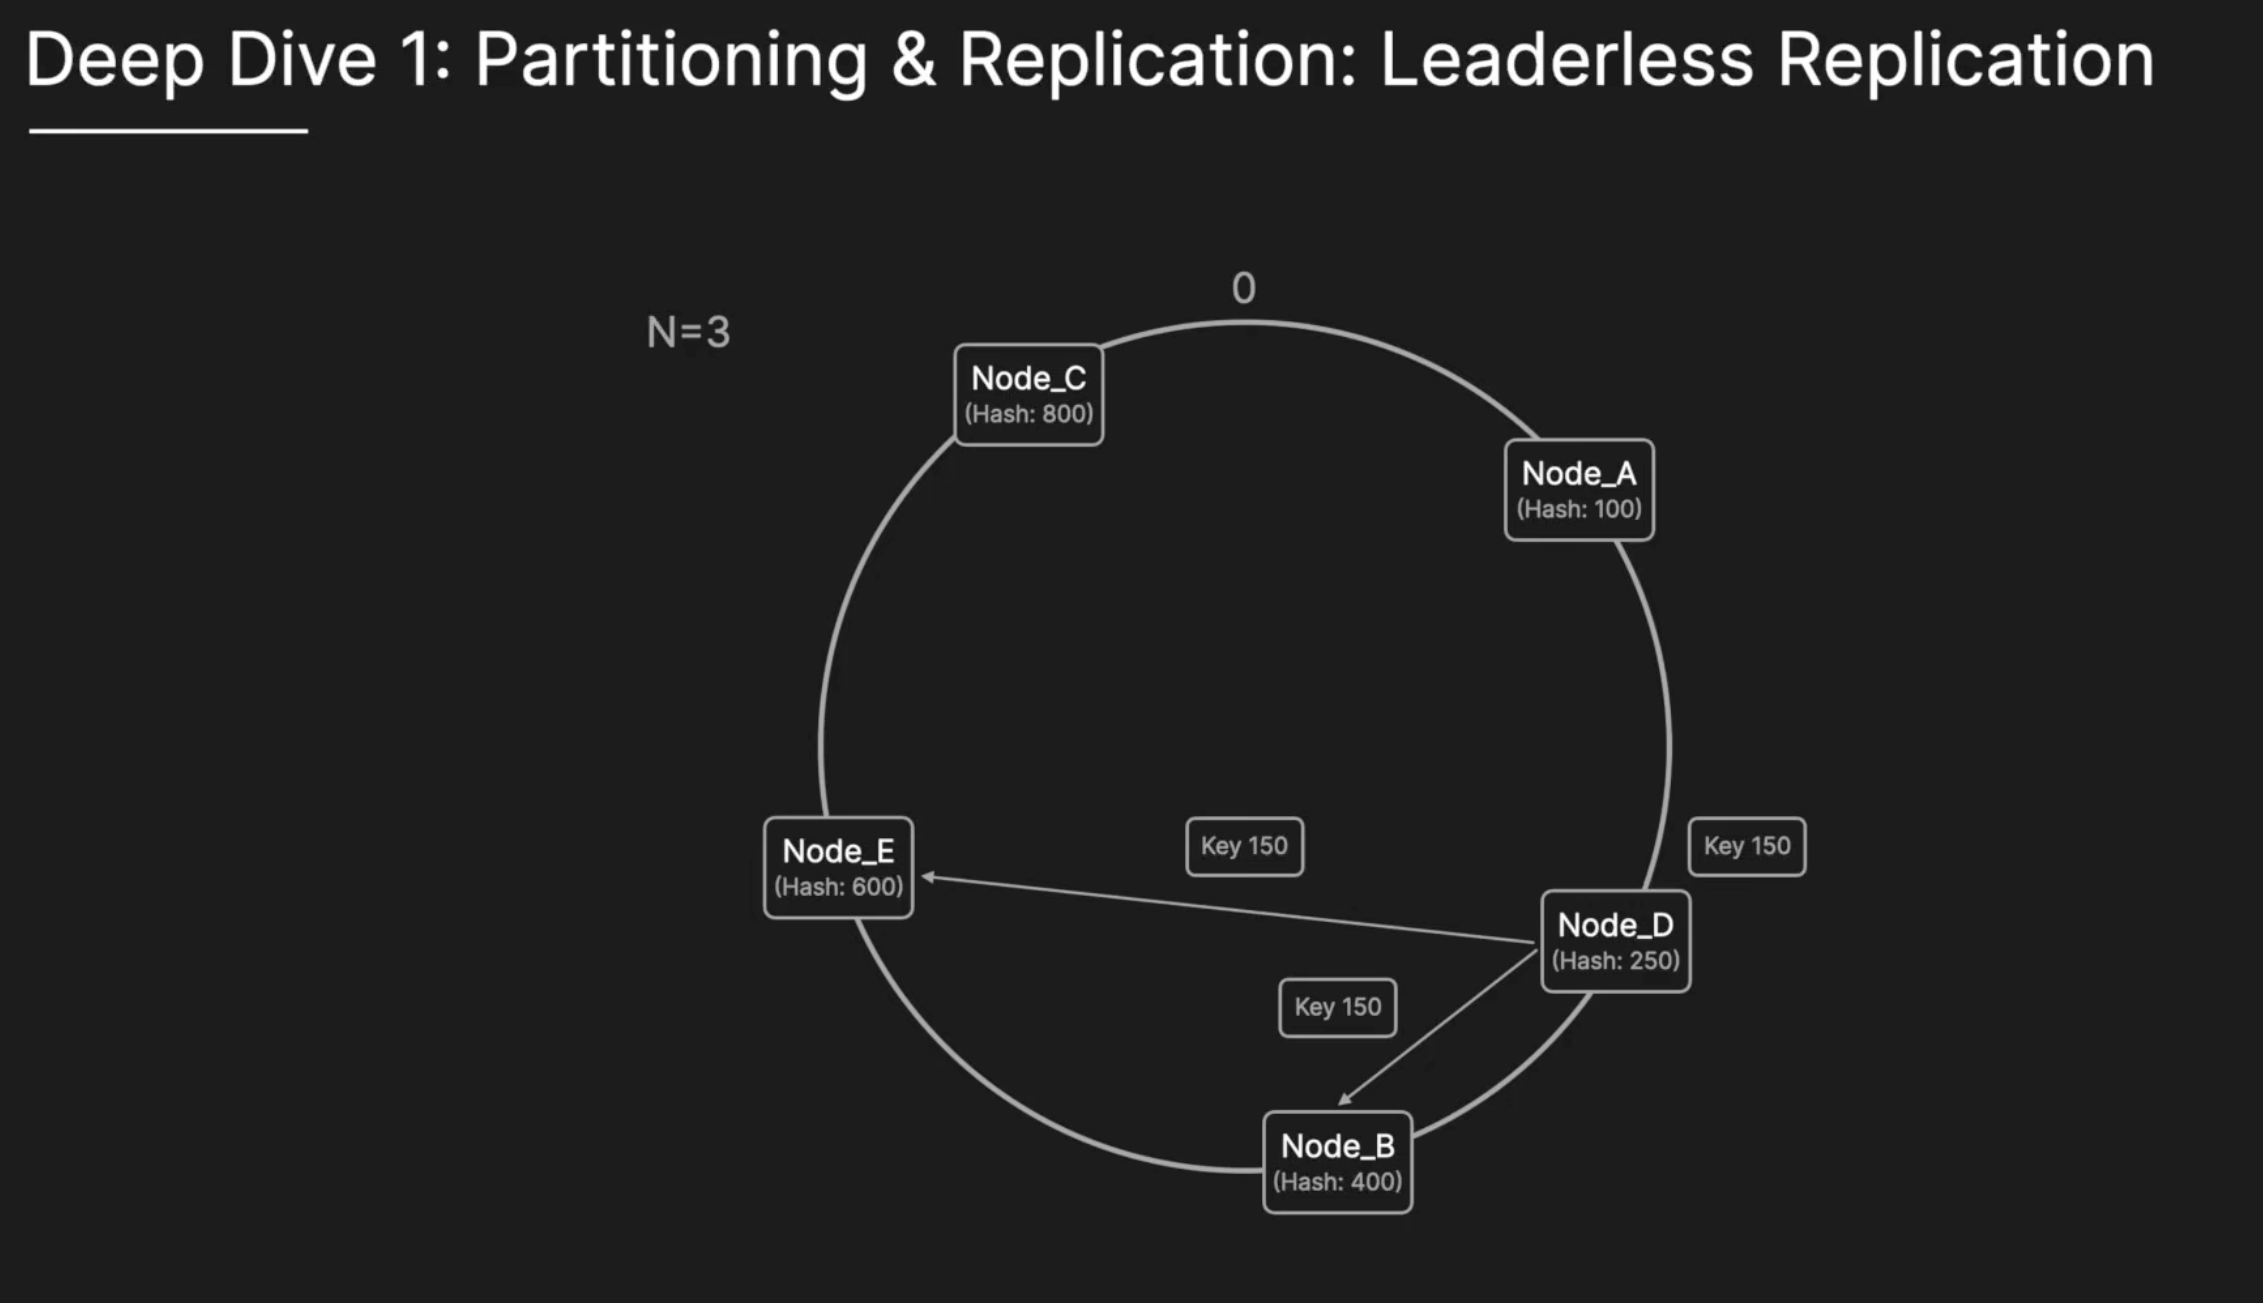 Deep Dive 1: Partitioning & Replication: Leaderless Replication
0
N=3
Node_C
(Hash: 800)
Node_A
(Hash: 100)
Node_E
(Hash: 600)
Key 150
Key 150
Node_D
(Hash: 250)
Key 150
Node_B
(Hash: 400)